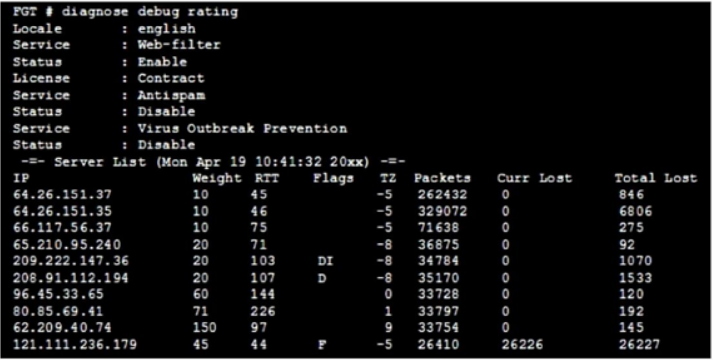 FGT # diagnose debug rating
Locale : english
Service : Web-filter
Status : Enable
License : Contract
Service : Antispam
Status : Disable
Service : Virus Outbreak Prevention
Status : Disable
-=- Server List (Mon Apr 19 10:41:32 20xx) -=-
IP Weight RTT Flags TZ Packets Curr Lost Total Lost
64.26.151.37 10 45 -5 262432 0 846
64.26.151.35 10 46 -5 329072 0 6806
66.117.56.37 10 75 -5 71638 0 275
65.210.95.240 20 71 -8 36875 0 92
209.222.147.36 20 103 DI -8 34784 0 1070
208.91.112.194 20 107 D -8 35170 0 1533
96.45.33.65 60 144 0 33728 0 120
80.85.69.41 71 226 1 33797 0 192
62.209.40.74 150 97 9 33754 0 145
121.111.236.179 45 44 F -5 26410 26226 26227